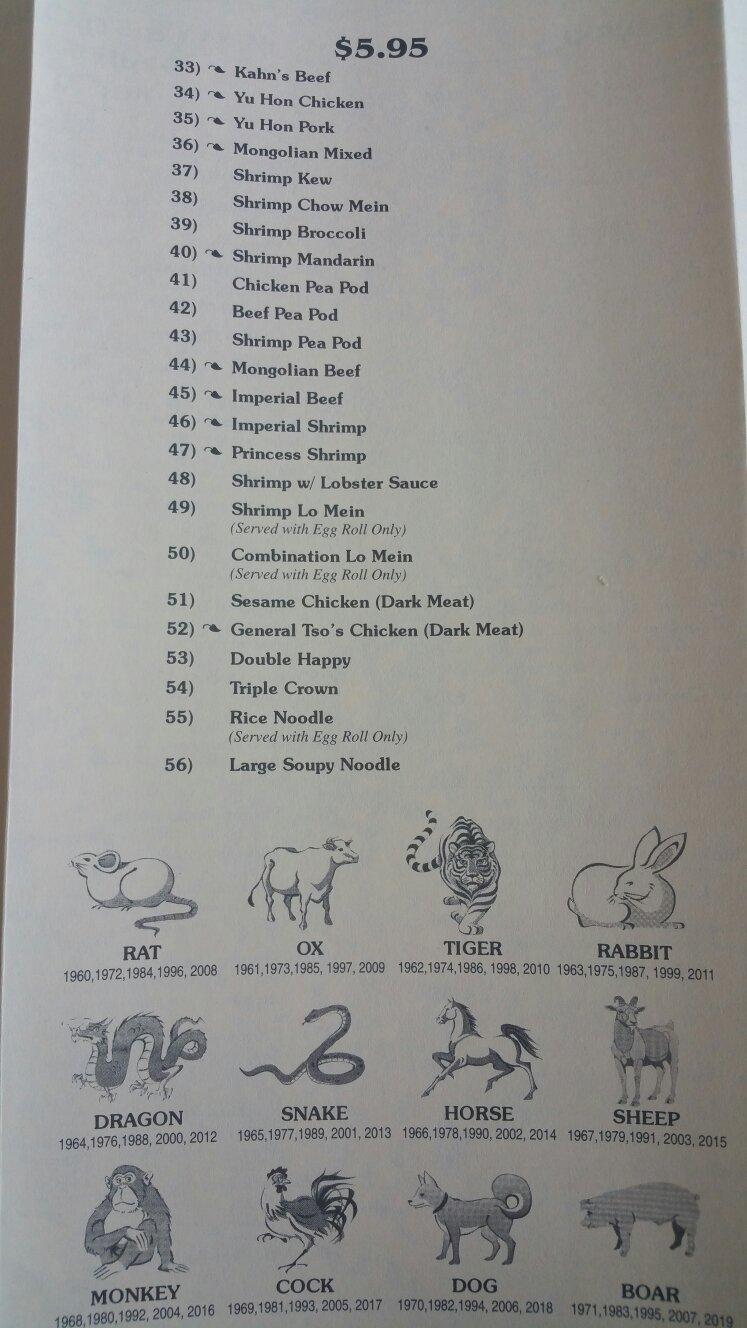 $5.95
33) Kahn's Beef
34) Yu Hon Chicken
35) Yu Hon Pork
36) Mongolian Mixed
37) Shrimp Kew
38) Shrimp Chow Mein
39) Shrimp Broccoli
40) Shrimp Mandarin
41) Chicken Pea Pod
42) Beef Pea Pod
43) Shrimp Pea Pod
44) Mongolian Beef
45) Imperial Beef
46) Imperial Shrimp
47) Princess Shrimp
48) Shrimp w/ Lobster Sauce
49) Shrimp Lo Mein
(Served with Egg Roll Only)
50) Combination Lo Mein
(Served with Egg Roll Only)
51) Sesame Chicken (Dark Meat)
52) General Tso's Chicken (Dark Meat)
53) Double Happy
54) Triple Crown
55) Rice Noodle
(Served with Egg Roll Only)
56) Large Soupy Noodle
RAT OX TIGER RABBIT
1960,1972,1984,1996, 2008 1961,1973,1985, 1997, 2009 1962,1974,1986, 1998, 2010 1963,1975,1987, 1999, 2011
DRAGON SNAKE HORSE SHEEP
1964,1976,1988, 2000, 2012 1965,1977,1989, 2001, 2013 1966,1978,1990, 2002, 2014 1967,1979,1991, 2003, 2015
MONKEY COCK DOG BOAR
1968,1980,1992, 2004, 2016 1969,1981,1993, 2005, 2017 1970,1982,1994, 2006, 2018 1971,1983,1995, 2007, 2019